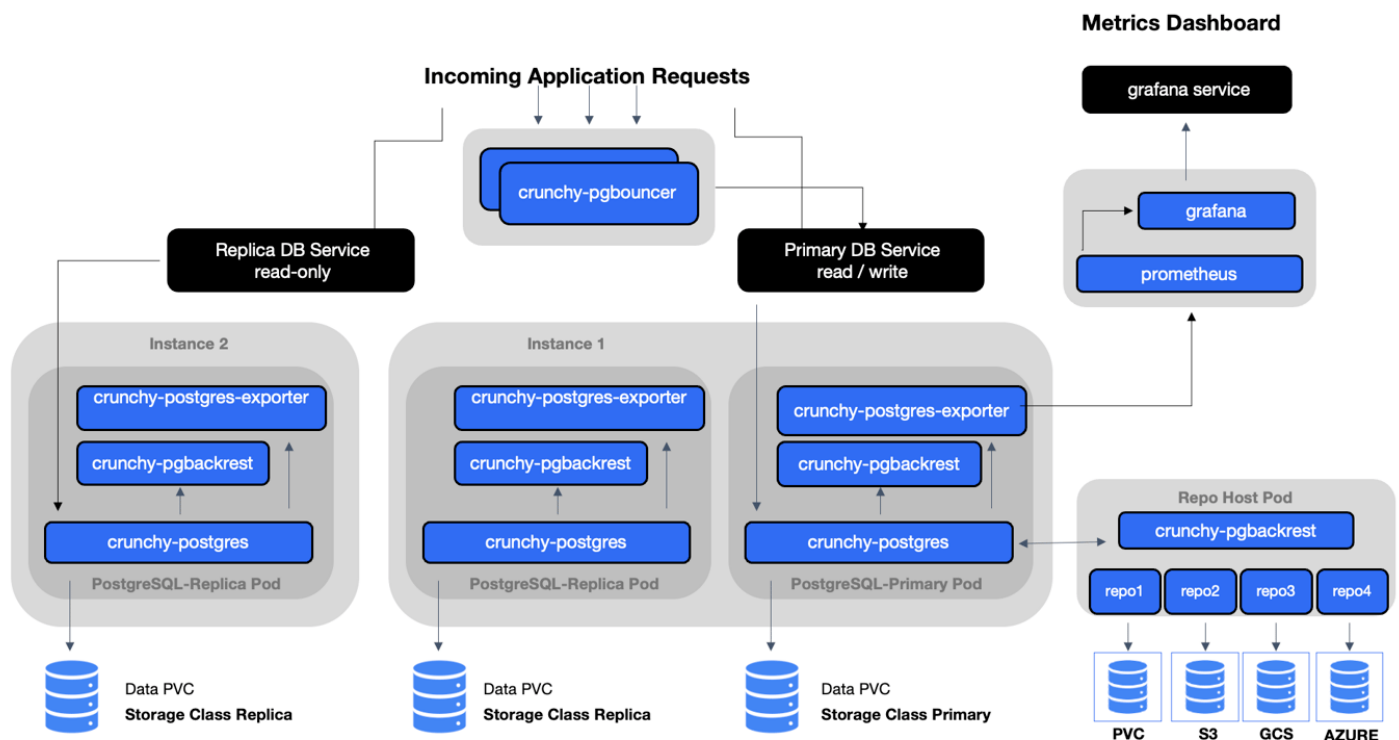 Metrics Dashboard
Incoming Application Requests
grafana service
crunchy-pgbouncer
grafana
prometheus
Replica DB Service
read-only
Primary DB Service
read / write
Instance 2
crunchy-postgres-exporter
crunchy-pgbackrest
crunchy-postgres
PostgreSQL-Replica Pod
Instance 1
crunchy-postgres-exporter
crunchy-pgbackrest
crunchy-postgres
PostgreSQL-Replica Pod
crunchy-postgres-exporter
crunchy-pgbackrest
crunchy-postgres
PostgreSQL-Primary Pod
Repo Host Pod
crunchy-pgbackrest
repo1
repo2
repo3
repo4
Data PVC
Storage Class Replica
Data PVC
Storage Class Replica
Data PVC
Storage Class Primary
PVC
S3
GCS
AZURE